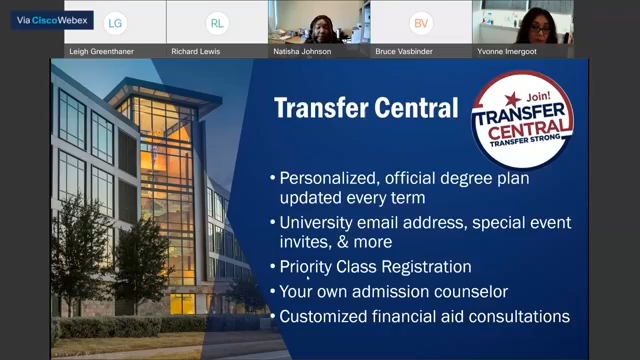 Via CiscoWebex
LG
RL
BV
Leigh Greenthaner
Richard Lewis
Natisha Johnson
Bruce Vasbinder
Yvonne Imergoot
Transfer Central
Join!
TRANSFER
CENTRAL
TRANSFER STRONG
• Personalized, official degree plan
updated every term
• University email address, special event
invites, & more
• Priority Class Registration
• Your own admission counselor
• Customized financial aid consultations